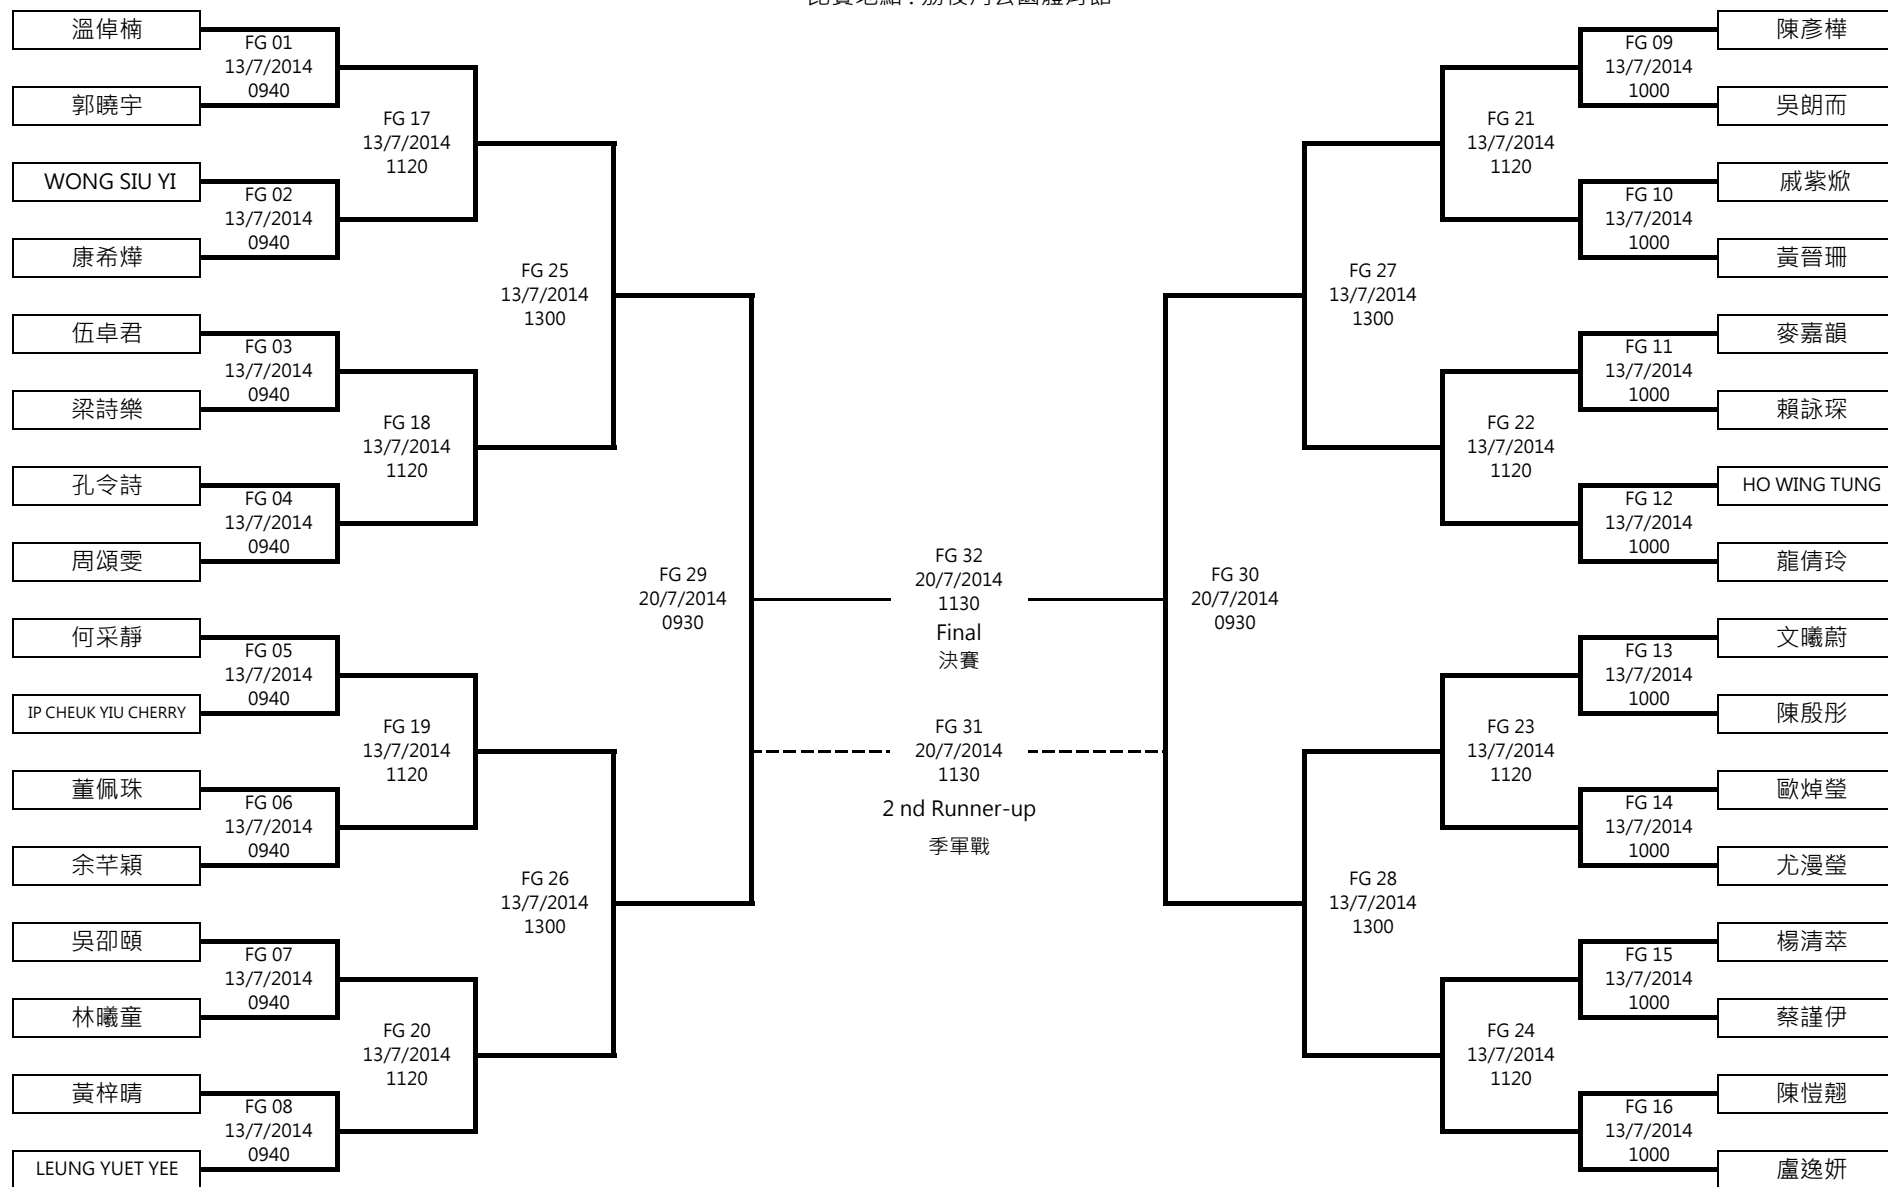 比賽地點 : 荔枝角公園體育館
溫倬楠
FG 01
13/7/2014
0940
郭曉宇
FG 17
13/7/2014
1120
WONG SIU YI
FG 02
13/7/2014
0940
康希燁
FG 25
13/7/2014
1300
伍卓君
FG 03
13/7/2014
0940
梁詩樂
FG 18
13/7/2014
1120
孔令詩
FG 04
13/7/2014
0940
周頌雯
FG 29
20/7/2014
0930
何采靜
FG 05
13/7/2014
0940
IP CHEUK YIU CHERRY
FG 19
13/7/2014
1120
董佩珠
FG 06
13/7/2014
0940
余芊穎
FG 26
13/7/2014
1300
吳卲頤
FG 07
13/7/2014
0940
林曦童
FG 20
13/7/2014
1120
黃梓晴
FG 08
13/7/2014
0940
LEUNG YUET YEE
FG 32
20/7/2014
1130
Final
決賽
FG 31
20/7/2014
1130
2 nd Runner-up
季軍戰
陳彥樺
FG 09
13/7/2014
1000
吳朗而
FG 21
13/7/2014
1120
戚紫焮
FG 10
13/7/2014
1000
黃晉珊
FG 27
13/7/2014
1300
麥嘉韻
FG 11
13/7/2014
1000
賴詠琛
FG 22
13/7/2014
1120
HO WING TUNG
FG 12
13/7/2014
1000
龍倩玲
FG 30
20/7/2014
0930
文曦蔚
FG 13
13/7/2014
1000
陳殷彤
FG 23
13/7/2014
1120
歐焯瑩
FG 14
13/7/2014
1000
尤漫瑩
FG 28
13/7/2014
1300
楊清萃
FG 15
13/7/2014
1000
蔡謹伊
FG 24
13/7/2014
1120
陳愷翹
FG 16
13/7/2014
1000
盧逸妍